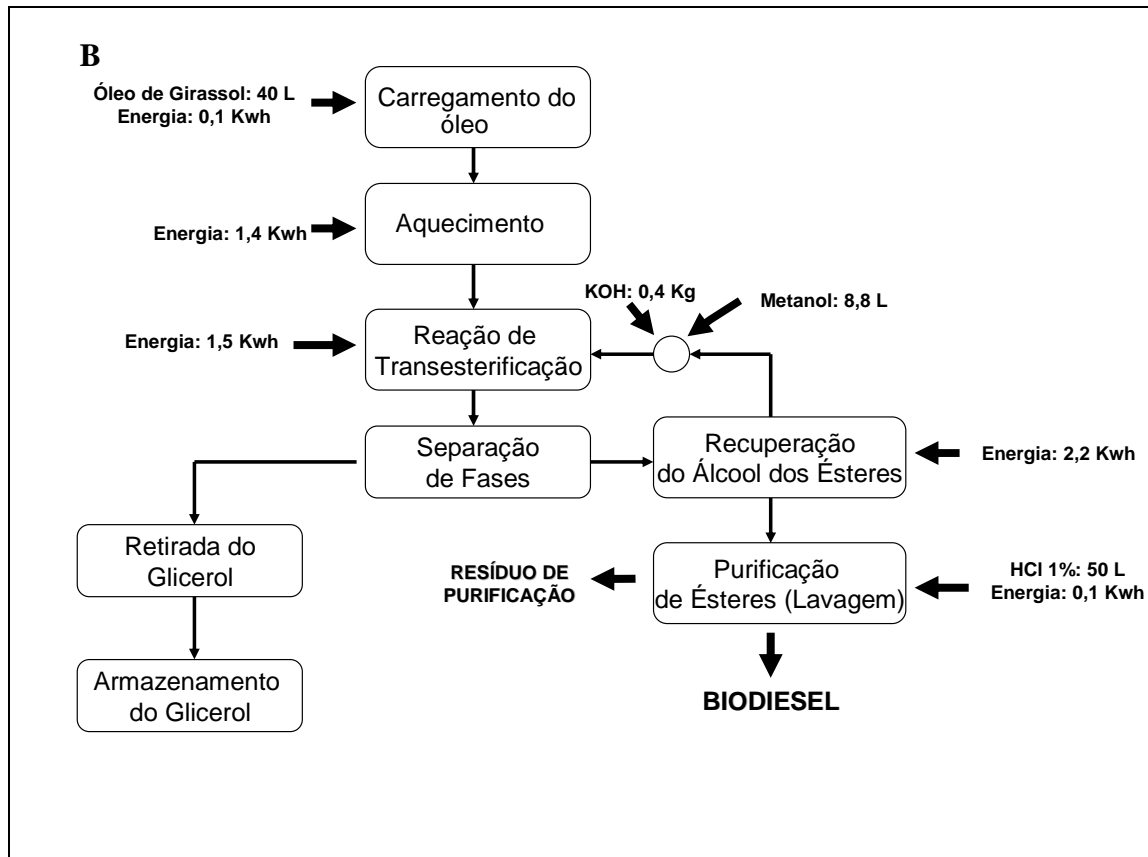 B
Óleo de Girassol: 40 L
Energia: 0,1 Kwh
Carregamento do
óleo
Energia: 1,4 Kwh
Aquecimento
KOH: 0,4 Kg
Metanol: 8,8 L
Energia: 1,5 Kwh
Reação de
Transesterificação
Separação
de Fases
Recuperação
do Álcool dos Ésteres
Energia: 2,2 Kwh
Retirada do
Glicerol
RESÍDUO DE
PURIFICAÇÃO
Purificação
de Ésteres (Lavagem)
HCl 1%: 50 L
Energia: 0,1 Kwh
Armazenamento
do Glicerol
BIODIESEL